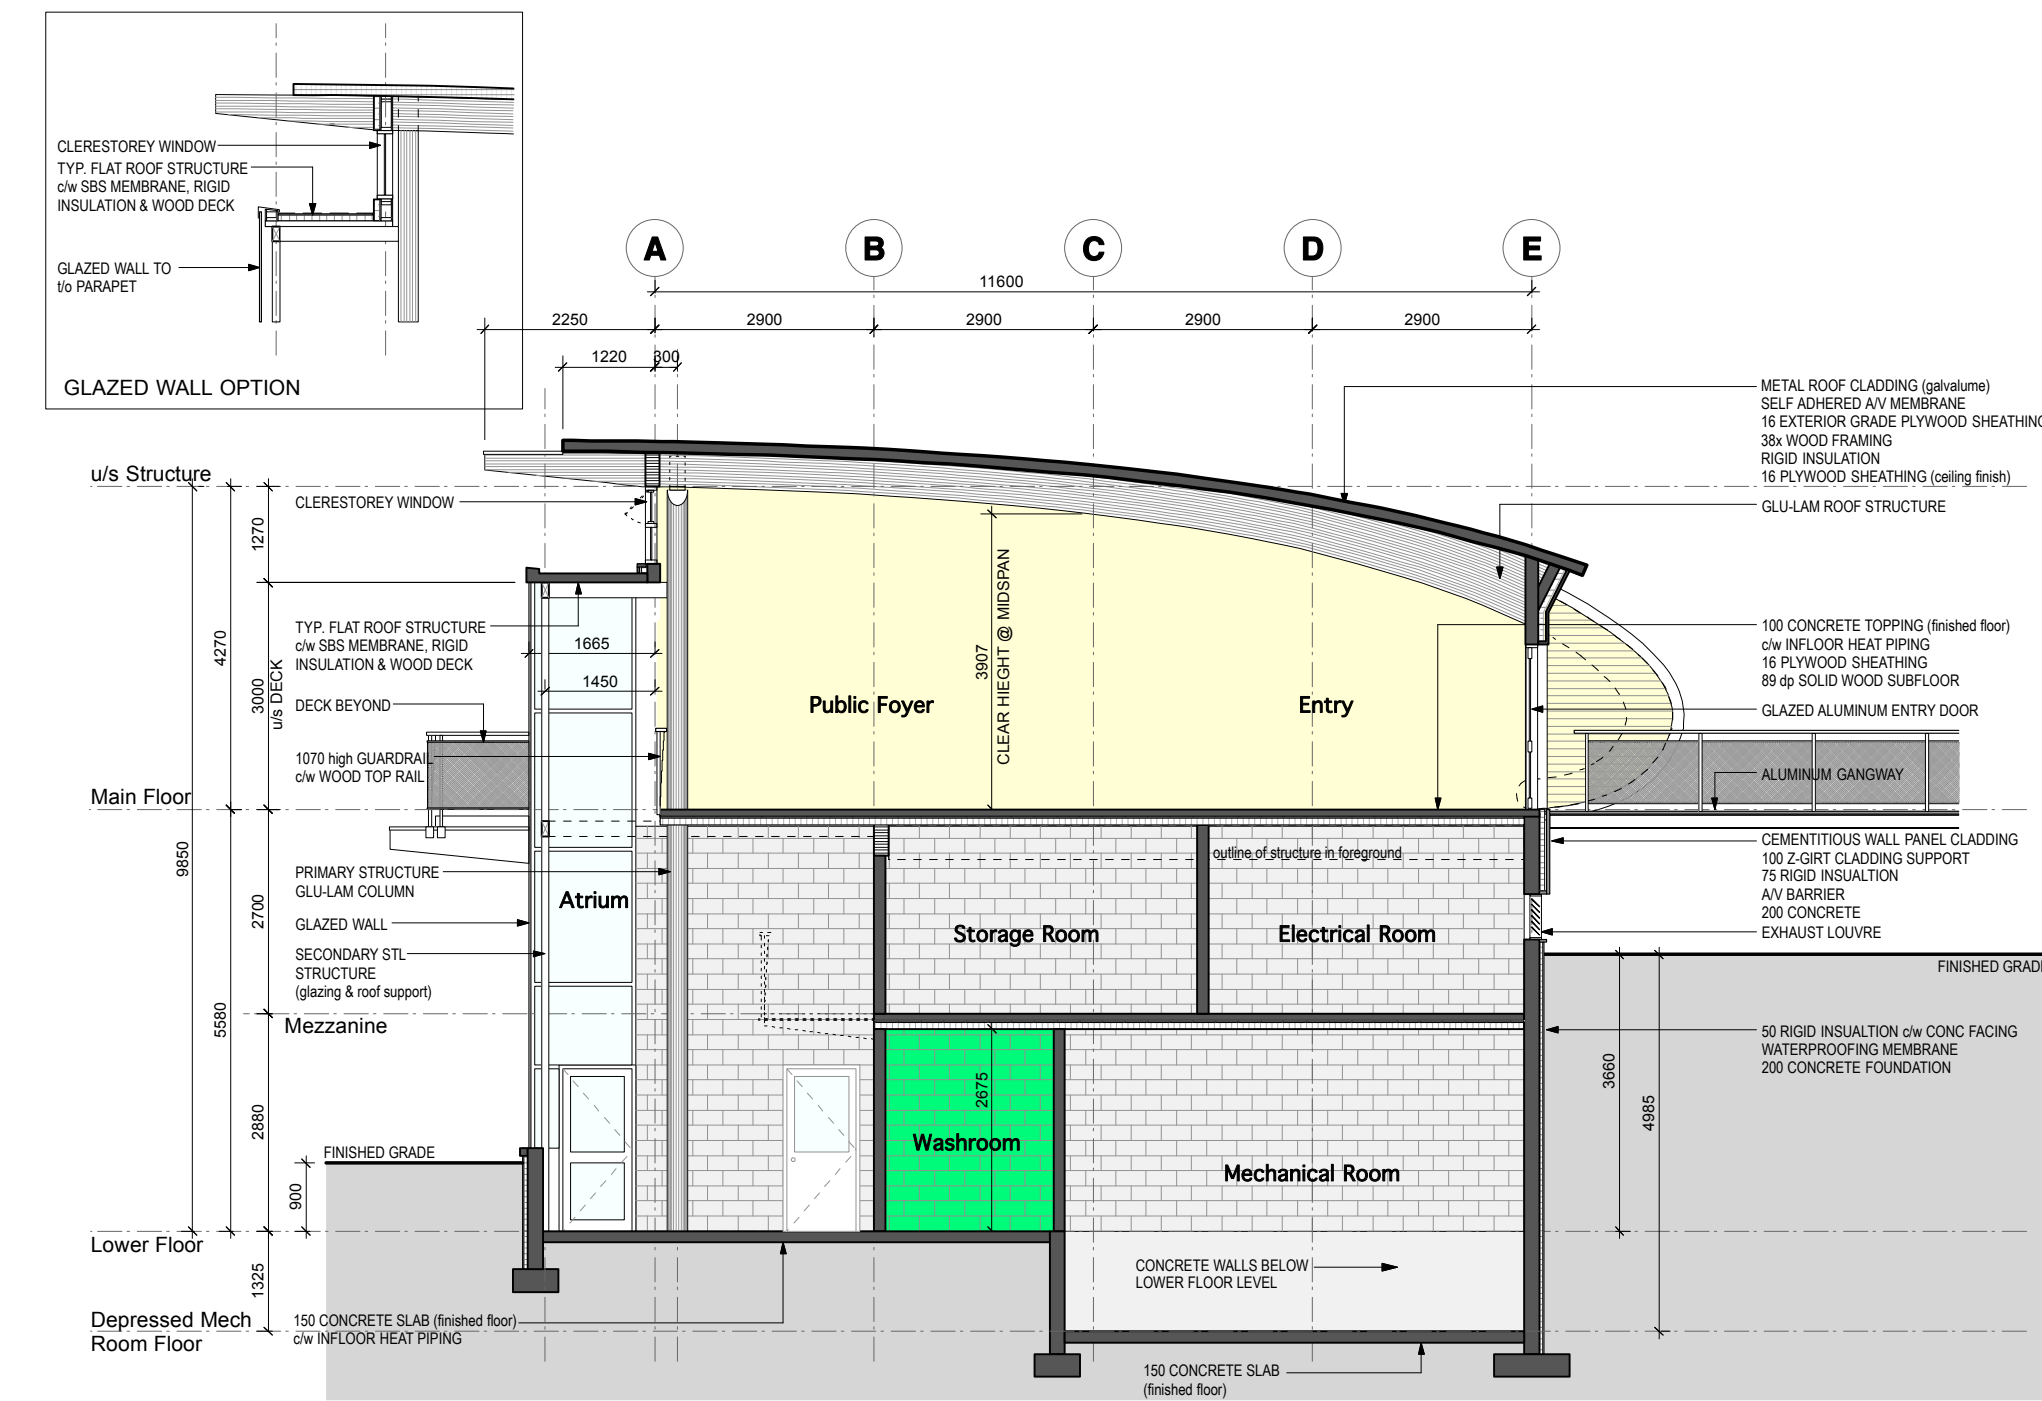 CLERESTOREY WINDOW
TYP. FLAT ROOF STRUCTURE
c/w SBS MEMBRANE, RIGID
INSULATION & WOOD DECK
GLAZED WALL TO
t/o PARAPET
GLAZED WALL OPTION
A B C D E
11600
2250 2900 2900 2900 2900
1220 300
METAL ROOF CLADDING (galvalume)
SELF ADHERED A/V MEMBRANE
16 EXTERIOR GRADE PLYWOOD SHEATHING
38x WOOD FRAMING
RIGID INSULATION
16 PLYWOOD SHEATHING (ceiling finish)
GLU-LAM ROOF STRUCTURE
100 CONCRETE TOPPING (finished floor)
c/w INFLOOR HEAT PIPING
16 PLYWOOD SHEATHING
89 dp SOLID WOOD SUBFLOOR
GLAZED ALUMINUM ENTRY DOOR
ALUMINUM GANGWAY
CEMENTITIOUS WALL PANEL CLADDING
100 Z-GIRT CLADDING SUPPORT
75 RIGID INSUALTION
A/V BARRIER
200 CONCRETE
EXHAUST LOUVRE
FINISHED GRADE
50 RIGID INSUALTION c/w CONC FACING
WATERPROOFING MEMBRANE
200 CONCRETE FOUNDATION
3660
4985
u/s Structure
CLERESTOREY WINDOW
1270
4270
3000
u/s DECK
TYP. FLAT ROOF STRUCTURE
c/w SBS MEMBRANE, RIGID
INSULATION & WOOD DECK
1665
1450
DECK BEYOND
1070 high GUARDRAIL
c/w WOOD TOP RAIL
Main Floor
9850
5580
2700
2880
PRIMARY STRUCTURE
GLU-LAM COLUMN
GLAZED WALL
SECONDARY STL
STRUCTURE
(glazing & roof support)
Mezzanine
FINISHED GRADE
900
Lower Floor
1325
Depressed Mech
Room Floor
150 CONCRETE SLAB (finished floor)
c/w INFLOOR HEAT PIPING
Public Foyer
3907
CLEAR HIEGHT @ MIDSPAN
Entry
outline of structure in foreground
Atrium
Storage Room
Electrical Room
2675
Washroom
Mechanical Room
CONCRETE WALLS BELOW
LOWER FLOOR LEVEL
150 CONCRETE SLAB
(finished floor)